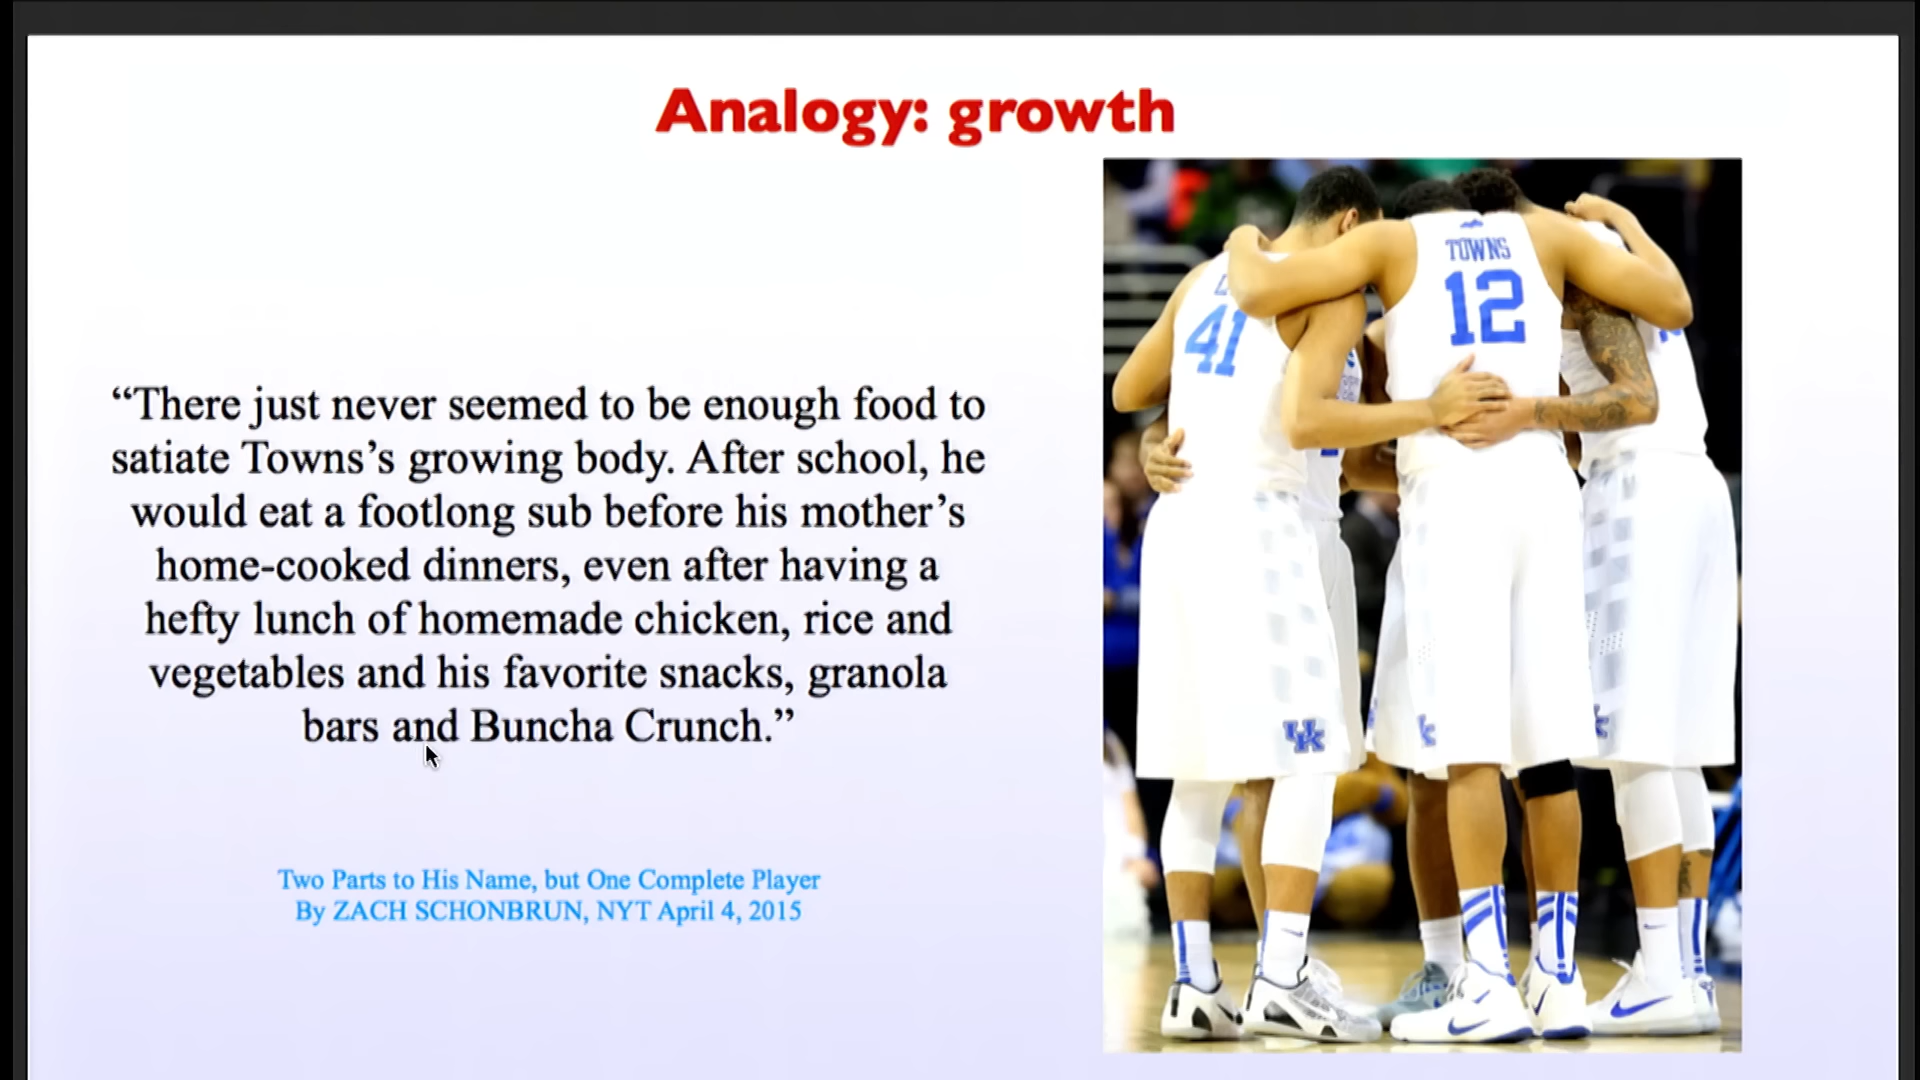 Analogy: growth
“There just never seemed to be enough food to
satiate Towns’s growing body. After school, he
would eat a footlong sub before his mother’s
home-cooked dinners, even after having a
hefty lunch of homemade chicken, rice and
vegetables and his favorite snacks, granola
bars and Buncha Crunch.”
Two Parts to His Name, but One Complete Player
By ZACH SCHONBRUN, NYT April 4, 2015
TOWNS
12
41
UK